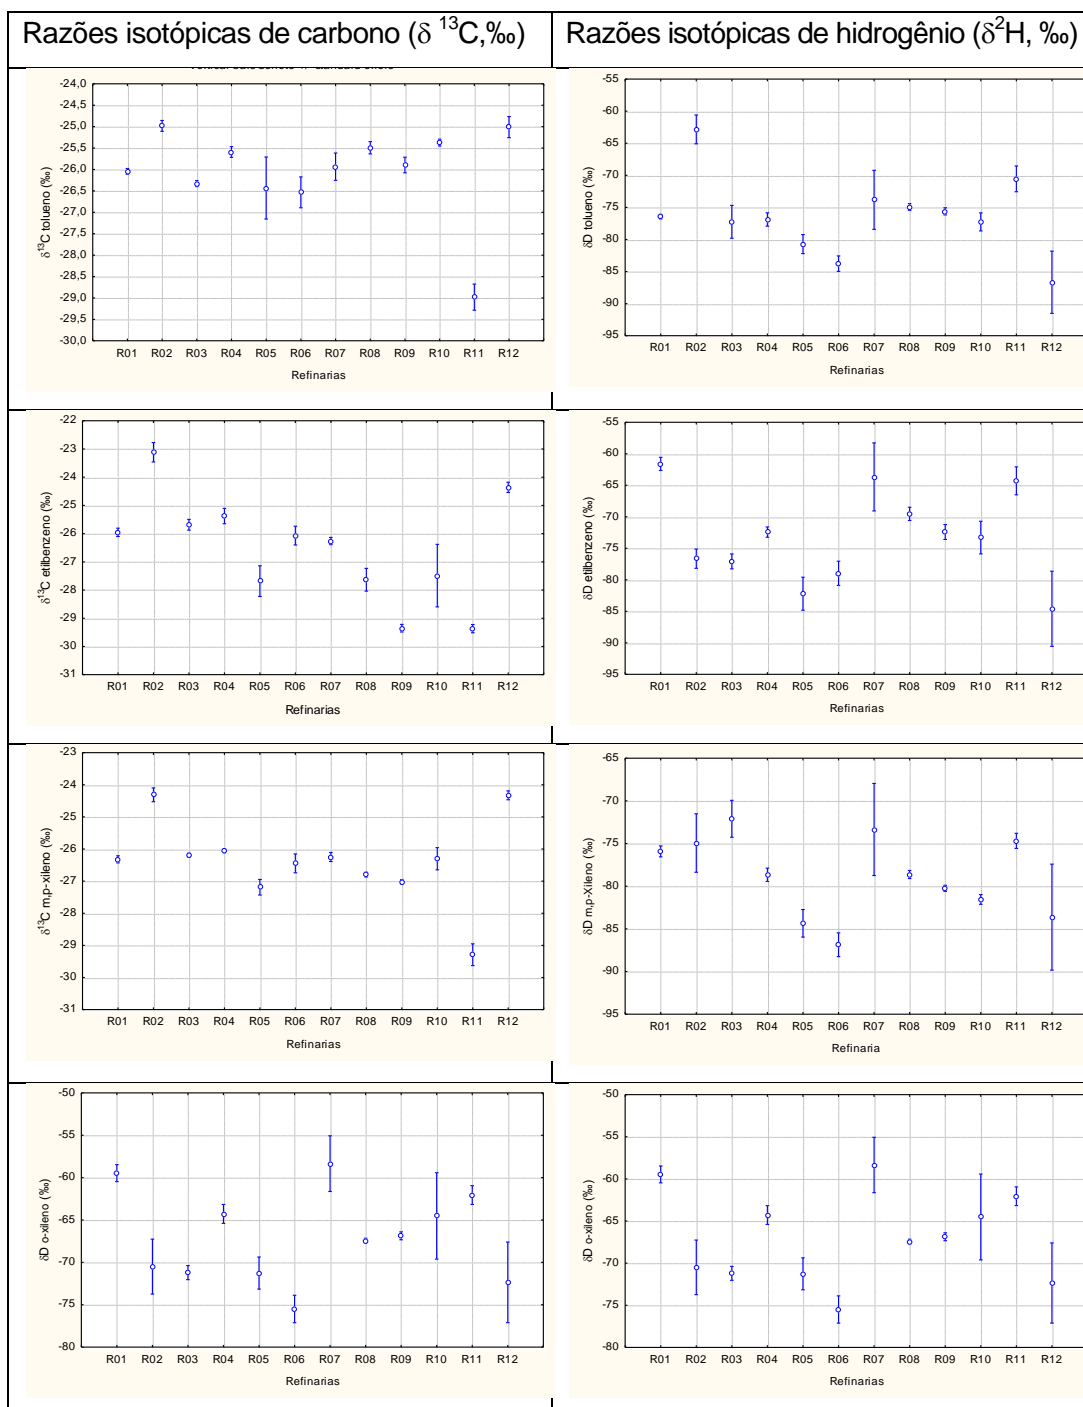 Razões isotópicas de carbono (δ ¹³C,‰)
Razões isotópicas de hidrogênio (δ²H, ‰)
-24,0
-24,5
-25,0
-25,5
-26,0
-26,5
-27,0
-27,5
-28,0
-28,5
-29,0
-29,5
-30,0
δ¹³C tolueno (‰)
R01 R02 R03 R04 R05 R06 R07 R08 R09 R10 R11 R12
Refinarias
-55
-60
-65
-70
-75
-80
-85
-90
-95
δD tolueno (‰)
R01 R02 R03 R04 R05 R06 R07 R08 R09 R10 R11 R12
Refinarias
-22
-23
-24
-25
-26
-27
-28
-29
-30
-31
δ¹³C etilbenzeno (‰)
R01 R02 R03 R04 R05 R06 R07 R08 R09 R10 R11 R12
Refinarias
-55
-60
-65
-70
-75
-80
-85
-90
-95
δD etilbenzeno (‰)
R01 R02 R03 R04 R05 R06 R07 R08 R09 R10 R11 R12
Refinarias
-23
-24
-25
-26
-27
-28
-29
-30
-31
δ¹³C m,p-xileno (‰)
R01 R02 R03 R04 R05 R06 R07 R08 R09 R10 R11 R12
Refinarias
-65
-70
-75
-80
-85
-90
-95
δD m,p-Xileno (‰)
R01 R02 R03 R04 R05 R06 R07 R08 R09 R10 R11 R12
Refinaria
-50
-55
-60
-65
-70
-75
-80
δD o-xileno (‰)
R01 R02 R03 R04 R05 R06 R07 R08 R09 R10 R11 R12
Refinarias
-50
-55
-60
-65
-70
-75
-80
δD o-xileno (‰)
R01 R02 R03 R04 R05 R06 R07 R08 R09 R10 R11 R12
Refinarias